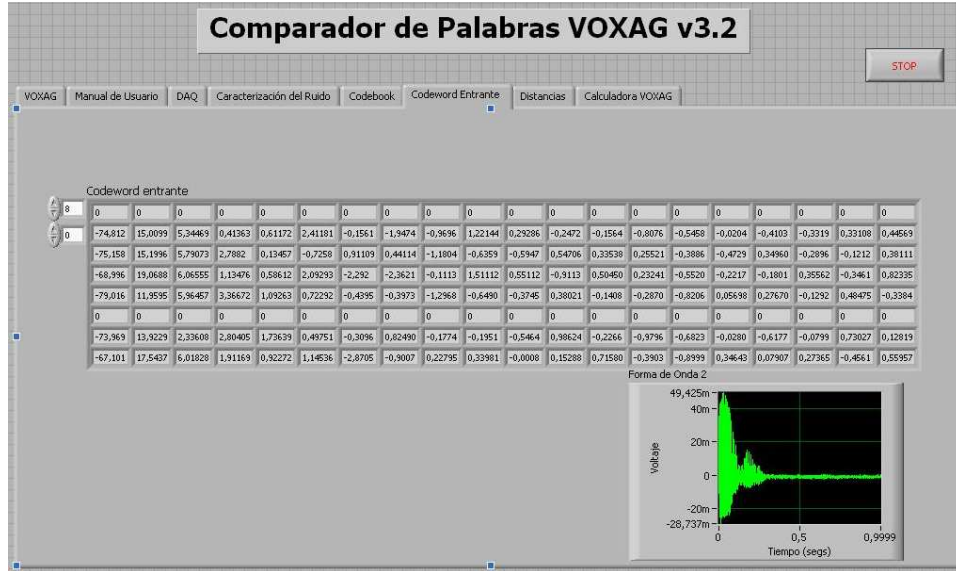 Comparador de Palabras VOXAG v3.2
STOP
VOXAG Manual de Usuario DAQ Caracterización del Ruido Codebook Codeword Entrante Distancias Calculadora VOXAG
Codeword entrante
8 0 0 0 0 0 0 0 0 0 0 0 0 0 0 0 0 0 0 0 0
0 -74,812 15,0099 5,34469 0,41363 0,61172 2,41181 -0,1561 -1,9474 -0,9696 1,22144 0,29286 -0,2472 -0,1564 -0,8076 -0,5458 -0,0204 -0,4103 -0,3319 0,33108 0,44569
-75,158 15,1996 5,79073 2,7882 0,13457 -0,7258 0,91109 0,44114 -1,1804 -0,6359 -0,5947 0,54706 0,33538 0,25521 -0,3886 -0,4729 0,34960 -0,2896 -0,1212 0,38111
-68,996 19,0688 6,06555 1,13476 0,58612 2,09293 -2,292 -2,3621 -0,1113 1,51112 0,55112 -0,9113 0,50450 0,23241 -0,5520 -0,2217 -0,1801 0,35562 -0,3461 0,82335
-79,016 11,9595 5,96457 3,36672 1,09263 0,72292 -0,4395 -0,3973 -1,2968 -0,6490 -0,3745 0,38021 -0,1408 -0,2870 -0,8206 0,05698 0,27670 -0,1292 0,48475 -0,3384
0 0 0 0 0 0 0 0 0 0 0 0 0 0 0 0 0 0 0 0
-73,969 13,9229 2,33608 2,80405 1,73639 0,49751 -0,3096 0,82490 -0,1774 -0,1951 -0,5464 0,98624 -0,2266 -0,9796 -0,6823 -0,0280 -0,6177 -0,0799 0,73027 0,12819
-67,101 17,5437 6,01828 1,91169 0,92272 1,14536 -2,8705 -0,9007 0,22795 0,33981 -0,0008 0,15288 0,71580 -0,3903 -0,8999 0,34643 0,07907 0,27365 -0,4561 0,55957
Forma de Onda 2
49,425m
40m
20m
Voltaje
0
-20m
-28,737m
0 0,5 0,9999
Tiempo (segs)